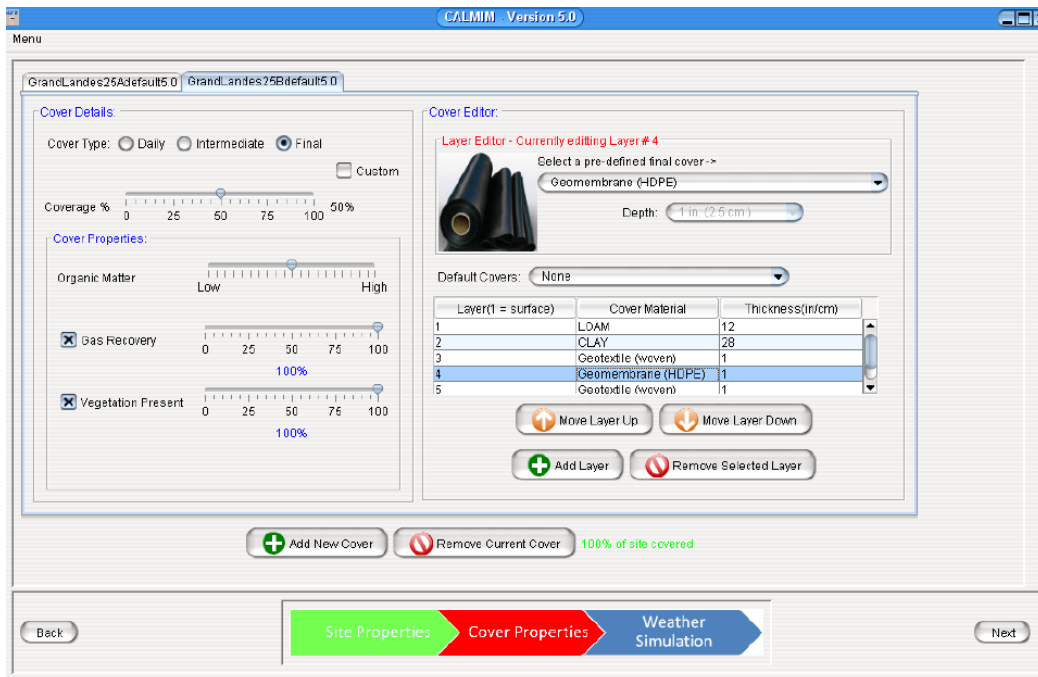 CALMIM - Version 5.0
Menu
GrandLandes25Adefault5.0 GrandLandes25Bdefault5.0
Cover Details:
Cover Type: Daily Intermediate Final
Custom
Coverage % 0 25 50 75 100 50%
Cover Properties:
Organic Matter
Low High
Gas Recovery
0 25 50 75 100
100%
Vegetation Present
0 25 50 75 100
100%
Cover Editor:
Layer Editor - Currently editting Layer # 4
Select a pre-defined final cover->
Geomembrane (HDPE)
Depth: 1 in. (2.5 cm )
Default Covers: None
Layer(1 = surface) Cover Material Thickness(in/cm)
1 LOAM 12
2 CLAY 28
3 Geotextile (woven) 1
4 Geomembrane (HDPE) 1
5 Geotextile (woven) 1
Move Layer Up Move Layer Down
Add Layer Remove Selected Layer
Add New Cover Remove Current Cover 100% of site covered
Back
Site Properties Cover Properties Weather Simulation
Next